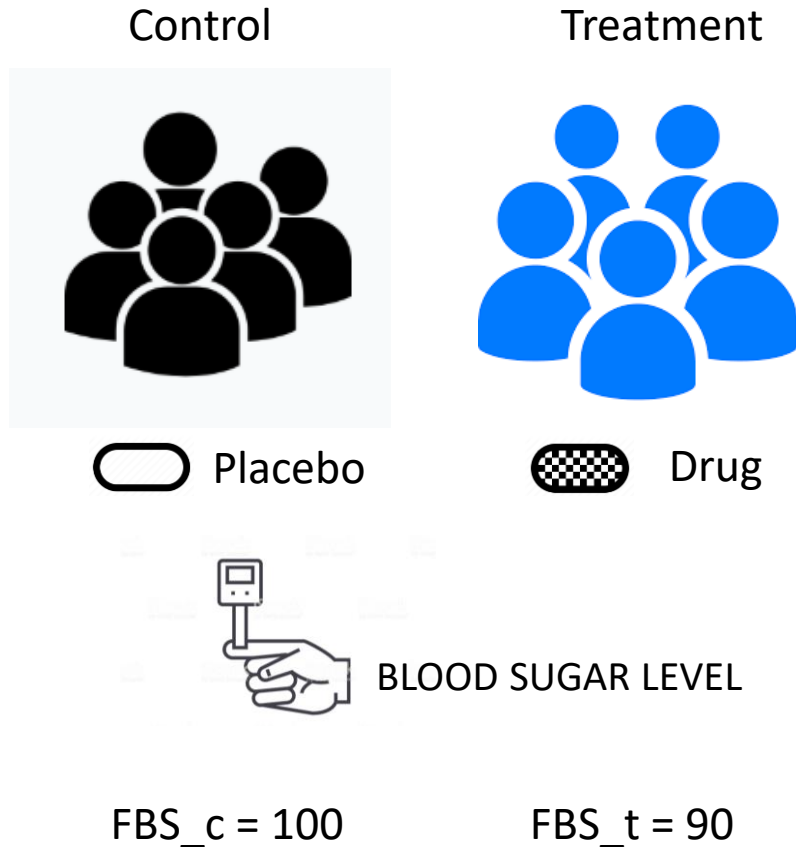 Control
Treatment
Placebo
Drug
BLOOD SUGAR LEVEL
FBS_c = 100
FBS_t = 90